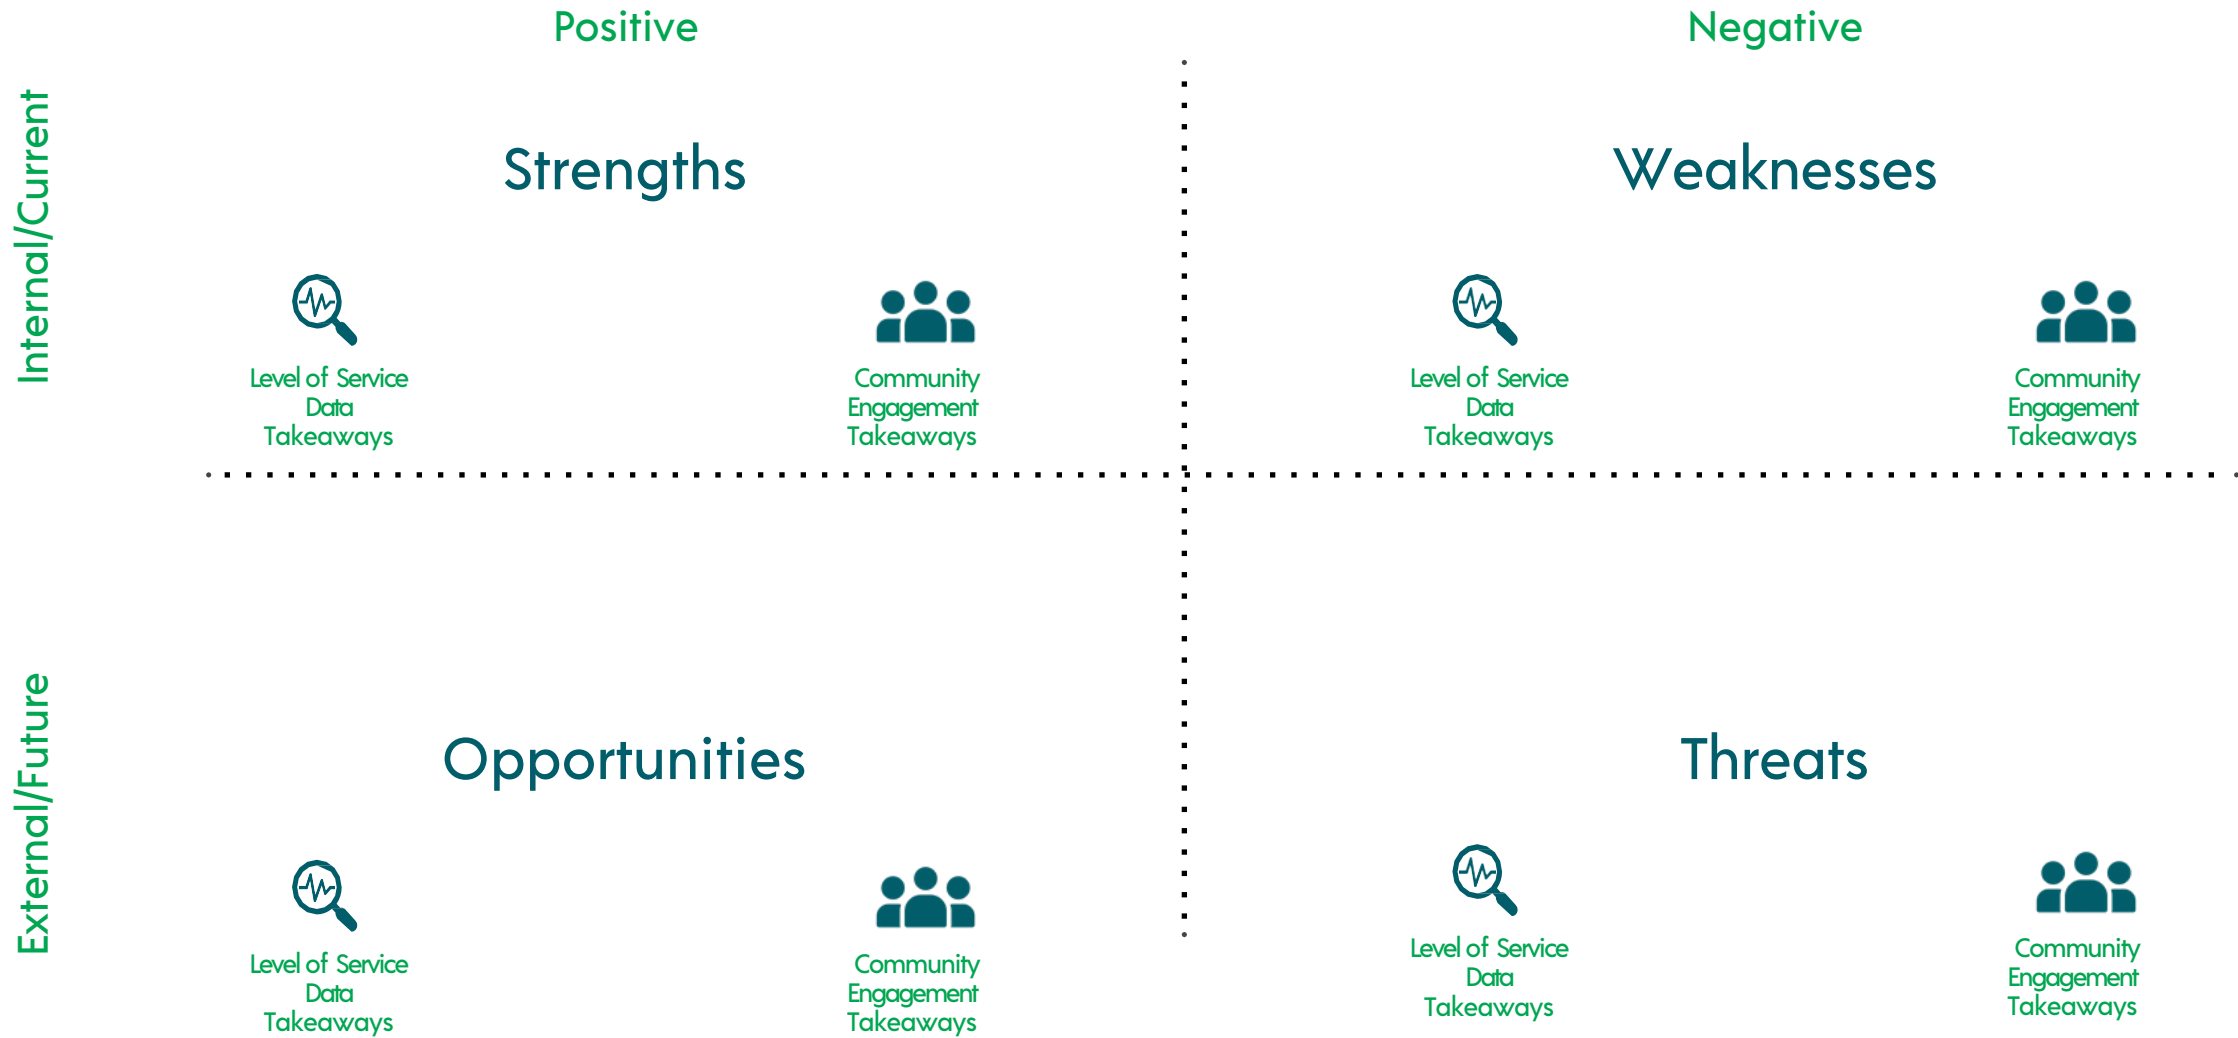 Positive
Negative
Internal/Current
Strengths
Weaknesses
Level of Service
Data
Takeaways
Community
Engagement
Takeaways
Level of Service
Data
Takeaways
Community
Engagement
Takeaways
External/Future
Opportunities
Threats
Level of Service
Data
Takeaways
Community
Engagement
Takeaways
Level of Service
Data
Takeaways
Community
Engagement
Takeaways